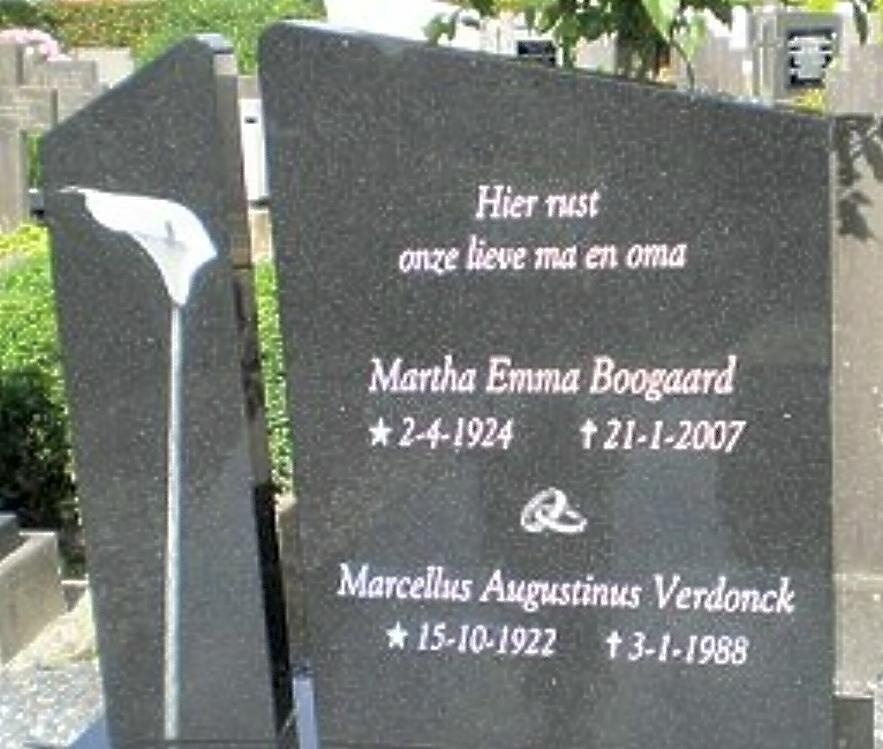 Hier rust
onze lieve ma en oma
Martha Emma Boogaard
★ 2-4-1924 ✝ 21-1-2007
Marcellus Augustinus Verdonck
★ 15-10-1922 ✝ 3-1-1988